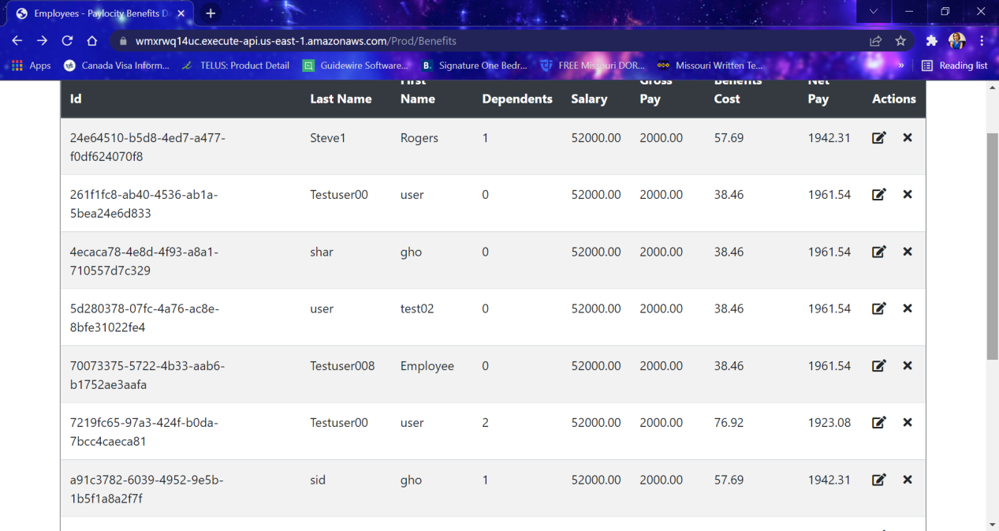 Employees - Paylocity Benefits D
wmxrwq14uc.execute-api.us-east-1.amazonaws.com/Prod/Benefits
Apps Canada Visa Inform... TELUS: Product Detail Guidewire Software... B. Signature One Bedr... FREE Missouri DOR... Missouri Written Te... » Reading list
Id Last Name First Name Dependents Salary Gross Pay Benefits Cost Net Pay Actions
24e64510-b5d8-4ed7-a477- Steve1 Rogers 1 52000.00 2000.00 57.69 1942.31
f0df624070f8
261f1fc8-ab40-4536-ab1a- Testuser00 user 0 52000.00 2000.00 38.46 1961.54
5bea24e6d833
4ecaca78-4e8d-4f93-a8a1- shar gho 0 52000.00 2000.00 38.46 1961.54
710557d7c329
5d280378-07fc-4a76-ac8e- user test02 0 52000.00 2000.00 38.46 1961.54
8bfe31022fe4
70073375-5722-4b33-aab6- Testuser008 Employee 0 52000.00 2000.00 38.46 1961.54
b1752ae3aafa
7219fc65-97a3-424f-b0da- Testuser00 user 2 52000.00 2000.00 76.92 1923.08
7bcc4caeca81
a91c3782-6039-4952-9e5b- sid gho 1 52000.00 2000.00 57.69 1942.31
1b5f1a8a2f7f